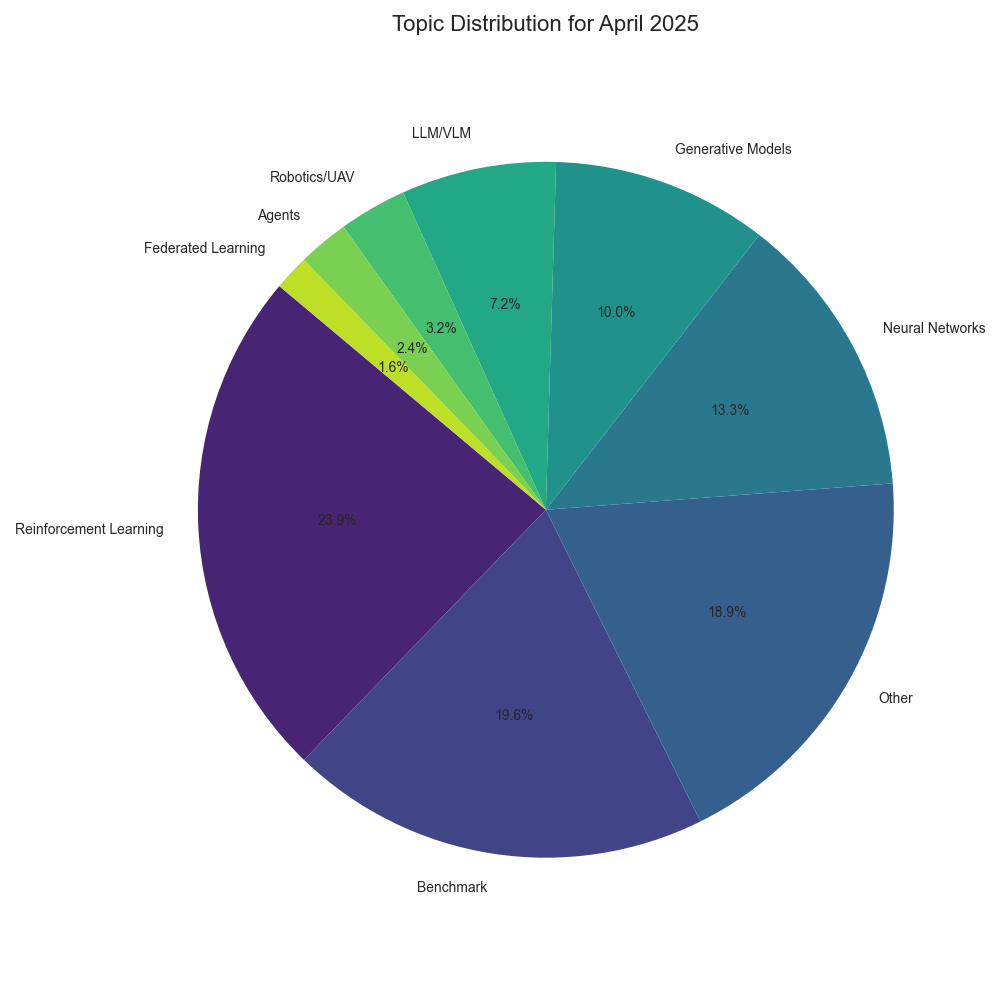 Topic Distribution for April 2025
LLM/VLM
Generative Models
Robotics/UAV
Agents
Federated Learning
Neural Networks
7.2%
10.0%
3.2%
2.4%
1.6%
13.3%
Reinforcement Learning
23.9%
18.9%
Other
19.6%
Benchmark